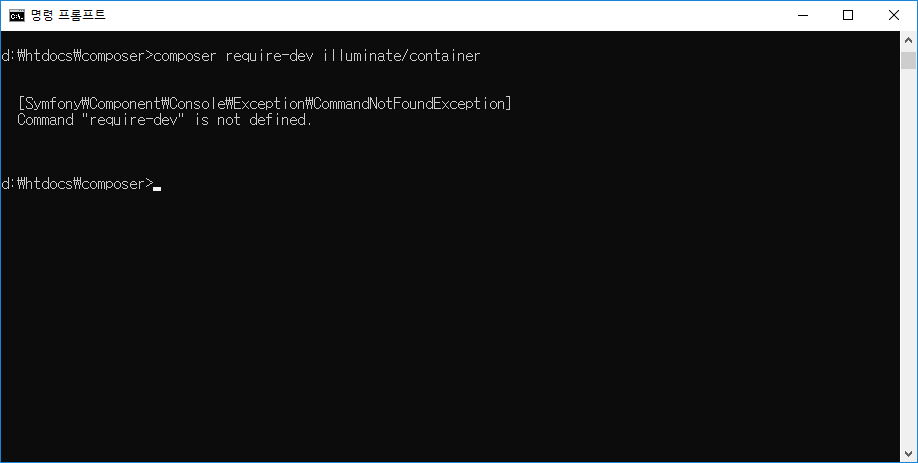 명령 프롬프트
d:₩htdocs₩composer>composer require-dev illuminate/container
[Symfony₩Component₩Console₩Exception₩CommandNotFoundException]
Command "require-dev" is not defined.
d:₩htdocs₩composer>